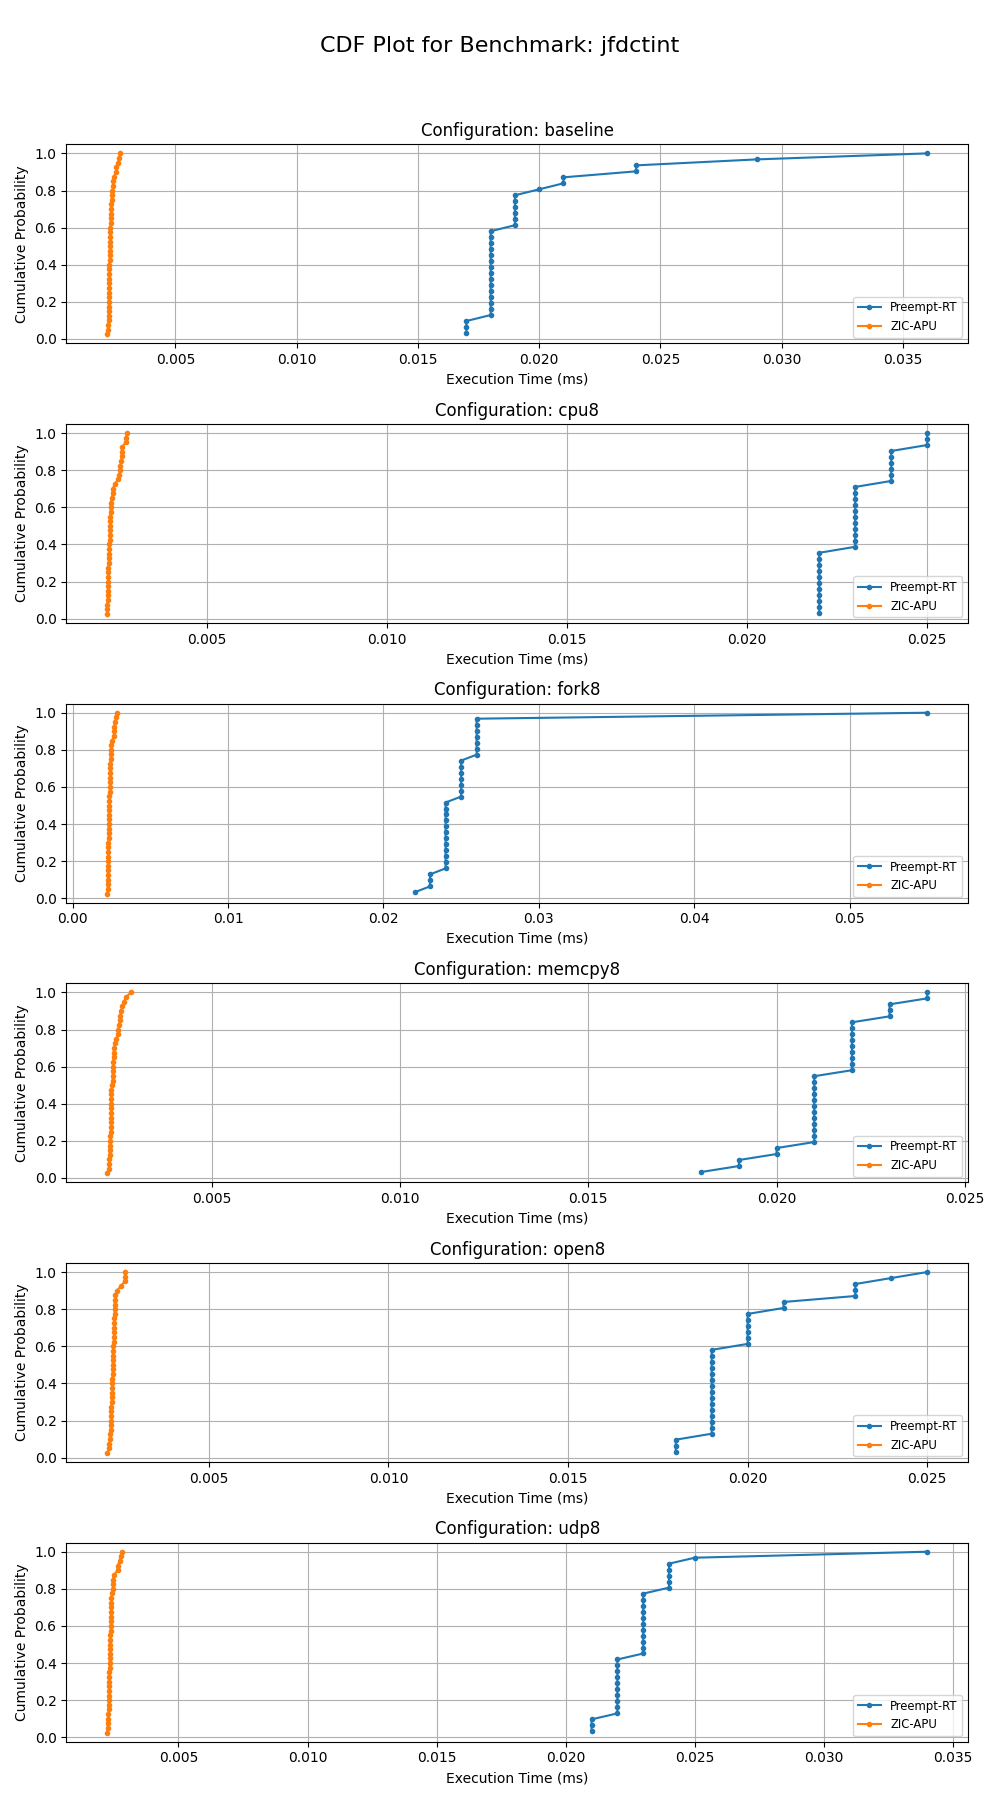 CDF Plot for Benchmark: jfdctint
Configuration: baseline
Cumulative Probability
1.0
0.8
0.6
0.4
0.2
0.0
Preempt-RT
ZIC-APU
0.005 0.010 0.015 0.020 0.025 0.030 0.035
Execution Time (ms)
Configuration: cpu8
Cumulative Probability
1.0
0.8
0.6
0.4
0.2
0.0
Preempt-RT
ZIC-APU
0.005 0.010 0.015 0.020 0.025
Execution Time (ms)
Configuration: fork8
Cumulative Probability
1.0
0.8
0.6
0.4
0.2
0.0
Preempt-RT
ZIC-APU
0.00 0.01 0.02 0.03 0.04 0.05
Execution Time (ms)
Configuration: memcpy8
Cumulative Probability
1.0
0.8
0.6
0.4
0.2
0.0
Preempt-RT
ZIC-APU
0.005 0.010 0.015 0.020 0.025
Execution Time (ms)
Configuration: open8
Cumulative Probability
1.0
0.8
0.6
0.4
0.2
0.0
Preempt-RT
ZIC-APU
0.005 0.010 0.015 0.020 0.025
Execution Time (ms)
Configuration: udp8
Cumulative Probability
1.0
0.8
0.6
0.4
0.2
0.0
Preempt-RT
ZIC-APU
0.005 0.010 0.015 0.020 0.025 0.030 0.035
Execution Time (ms)